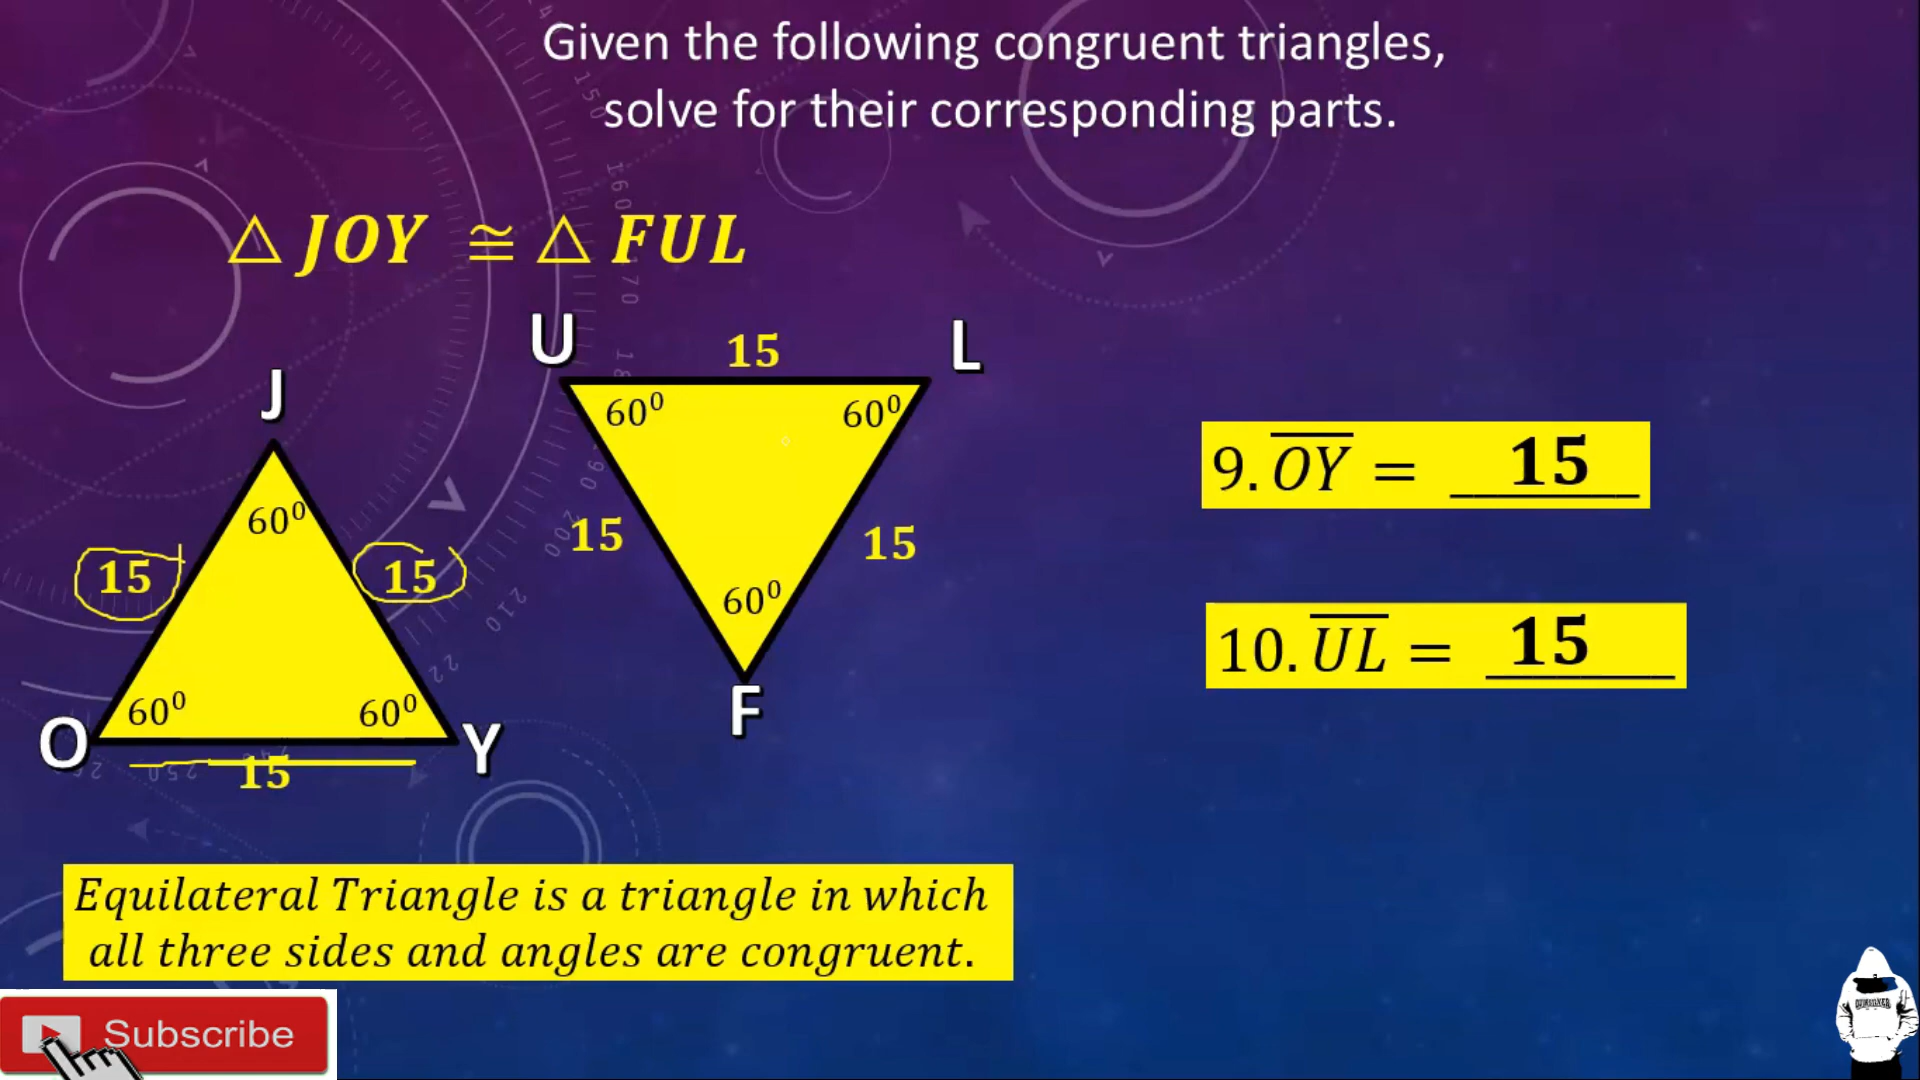 Given the following congruent triangles,
solve for their corresponding parts.
△ JOY ≅ △ FUL
U
15
L
J
60⁰
60⁰
60⁰
15
15
15
15
60⁰
60⁰
60⁰
O
Y
F
15
9. O̅Y̅ = 15
10. U̅L̅ = 15
Equilateral Triangle is a triangle in which
all three sides and angles are congruent.
Subscribe